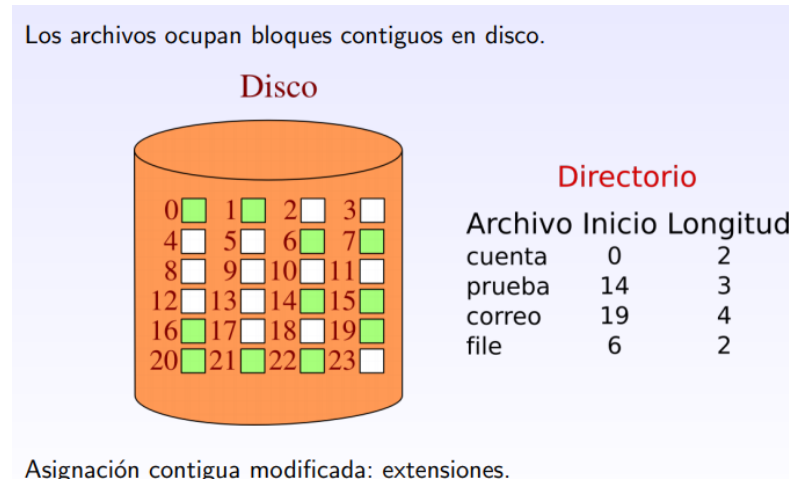 Los archivos ocupan bloques contiguos en disco.
Disco
0 1 2 3
4 5 6 7
8 9 10 11
12 13 14 15
16 17 18 19
20 21 22 23
Directorio
Archivo Inicio Longitud
cuenta 0 2
prueba 14 3
correo 19 4
file 6 2
Asignación contigua modificada: extensiones.